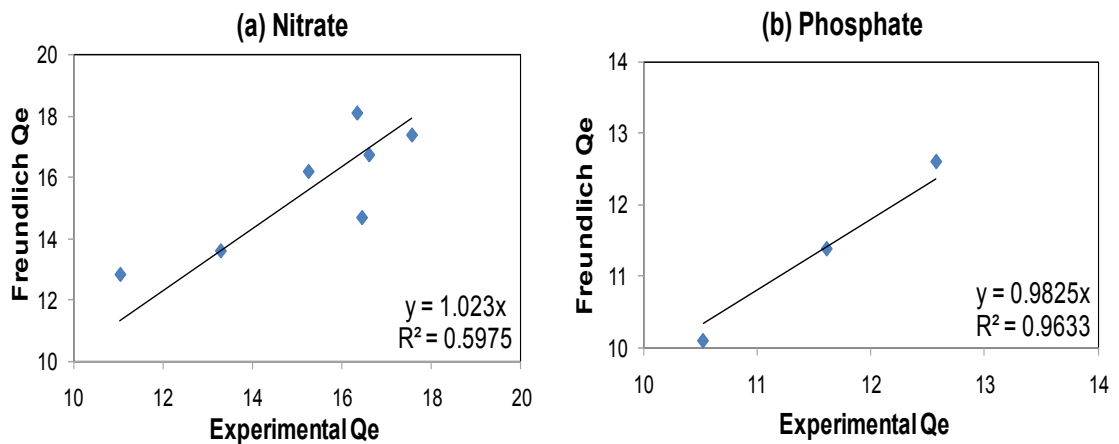 (a) Nitrate
20
18
16
14
12
10
Freundlich Qe
y = 1.023x
R² = 0.5975
10 12 14 16 18 20
Experimental Qe
(b) Phosphate
14
13
12
11
10
Freundlich Qe
y = 0.9825x
R² = 0.9633
10 11 12 13 14
Experimental Qe